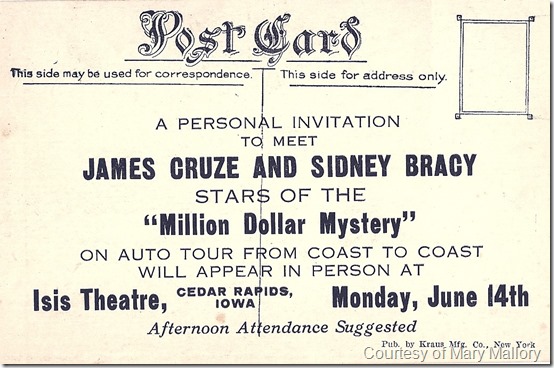 Post Card
This side may be used for correspondence. This side for address only.
A PERSONAL INVITATION
TO MEET
JAMES CRUZE AND SIDNEY BRACY
STARS OF THE
"Million Dollar Mystery"
ON AUTO TOUR FROM COAST TO COAST
WILL APPEAR IN PERSON AT
Isis Theatre, CEDAR RAPIDS, IOWA Monday, June 14th
Afternoon Attendance Suggested
Pub. by Kraus Mfg. Co., New York
Courtesy of Mary Mallory